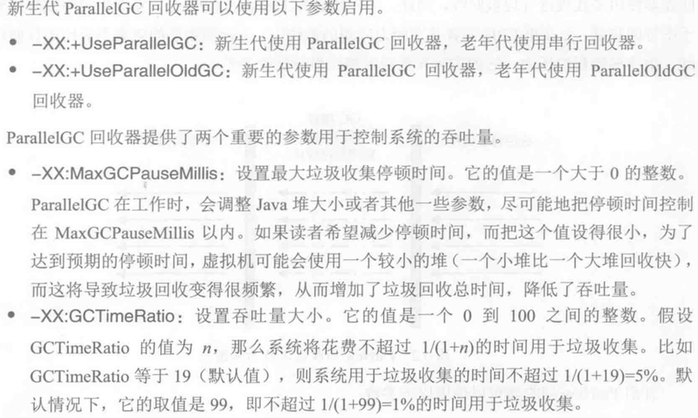 新生代 ParallelGC 回收器可以使用以下参数启用。
● –XX:+UseParallelGC：新生代使用 ParallelGC 回收器，老年代使用串行回收器。
● –XX:+UseParallelOldGC：新生代使用 ParallelGC 回收器，老年代使用 ParallelOldGC
回收器。
ParallelGC 回收器提供了两个重要的参数用于控制系统的吞吐量。
● –XX:MaxGCPauseMillis：设置最大垃圾收集停顿时间。它的值是一个大于 0 的整数。
ParallelGC 在工作时，会调整 Java 堆大小或者其他一些参数，尽可能地把停顿时间控制
在 MaxGCPauseMillis 以内。如果读者希望减少停顿时间，而把这个值设得很小，为了
达到预期的停顿时间，虚拟机可能会使用一个较小的堆（一个小堆比一个大堆回收快），
而这将导致垃圾回收变得很频繁，从而增加了垃圾回收总时间，降低了吞吐量。
● –XX:GCTimeRatio：设置吞吐量大小。它的值是一个 0 到 100 之间的整数。假设
GCTimeRatio 的值为 n，那么系统将花费不超过 1/(1+n)的时间用于垃圾收集。比如
GCTimeRatio 等于 19（默认值），则系统用于垃圾收集的时间不超过 1/(1+19)=5%。默
认情况下，它的取值是 99，即不超过 1/(1+99)=1%的时间用于垃圾收集。